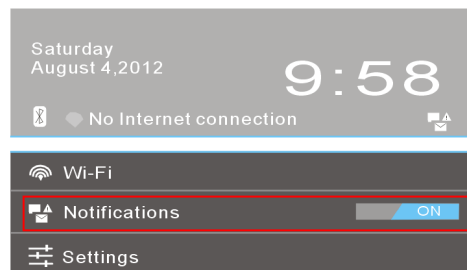 Saturday
August 4,2012
9:58
No Internet connection
Wi-Fi
Notifications ON
Settings